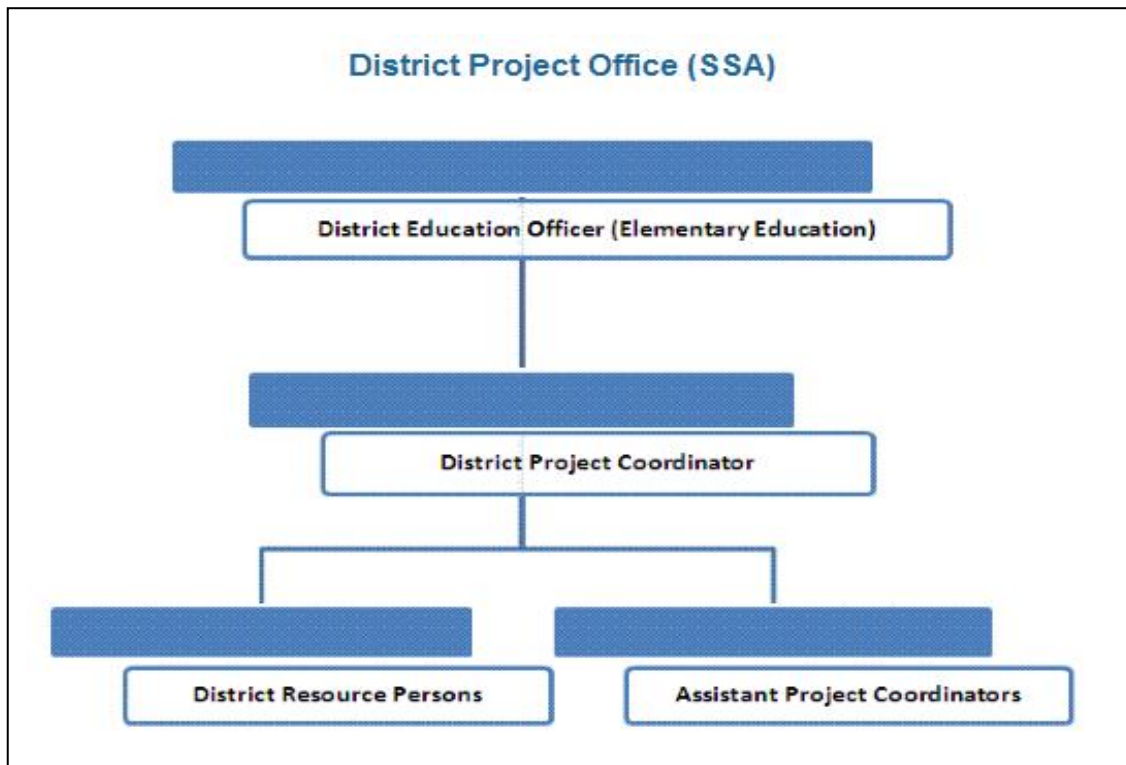 District Project Office (SSA)
District Education Officer (Elementary Education)
District Project Coordinator
District Resource Persons
Assistant Project Coordinators